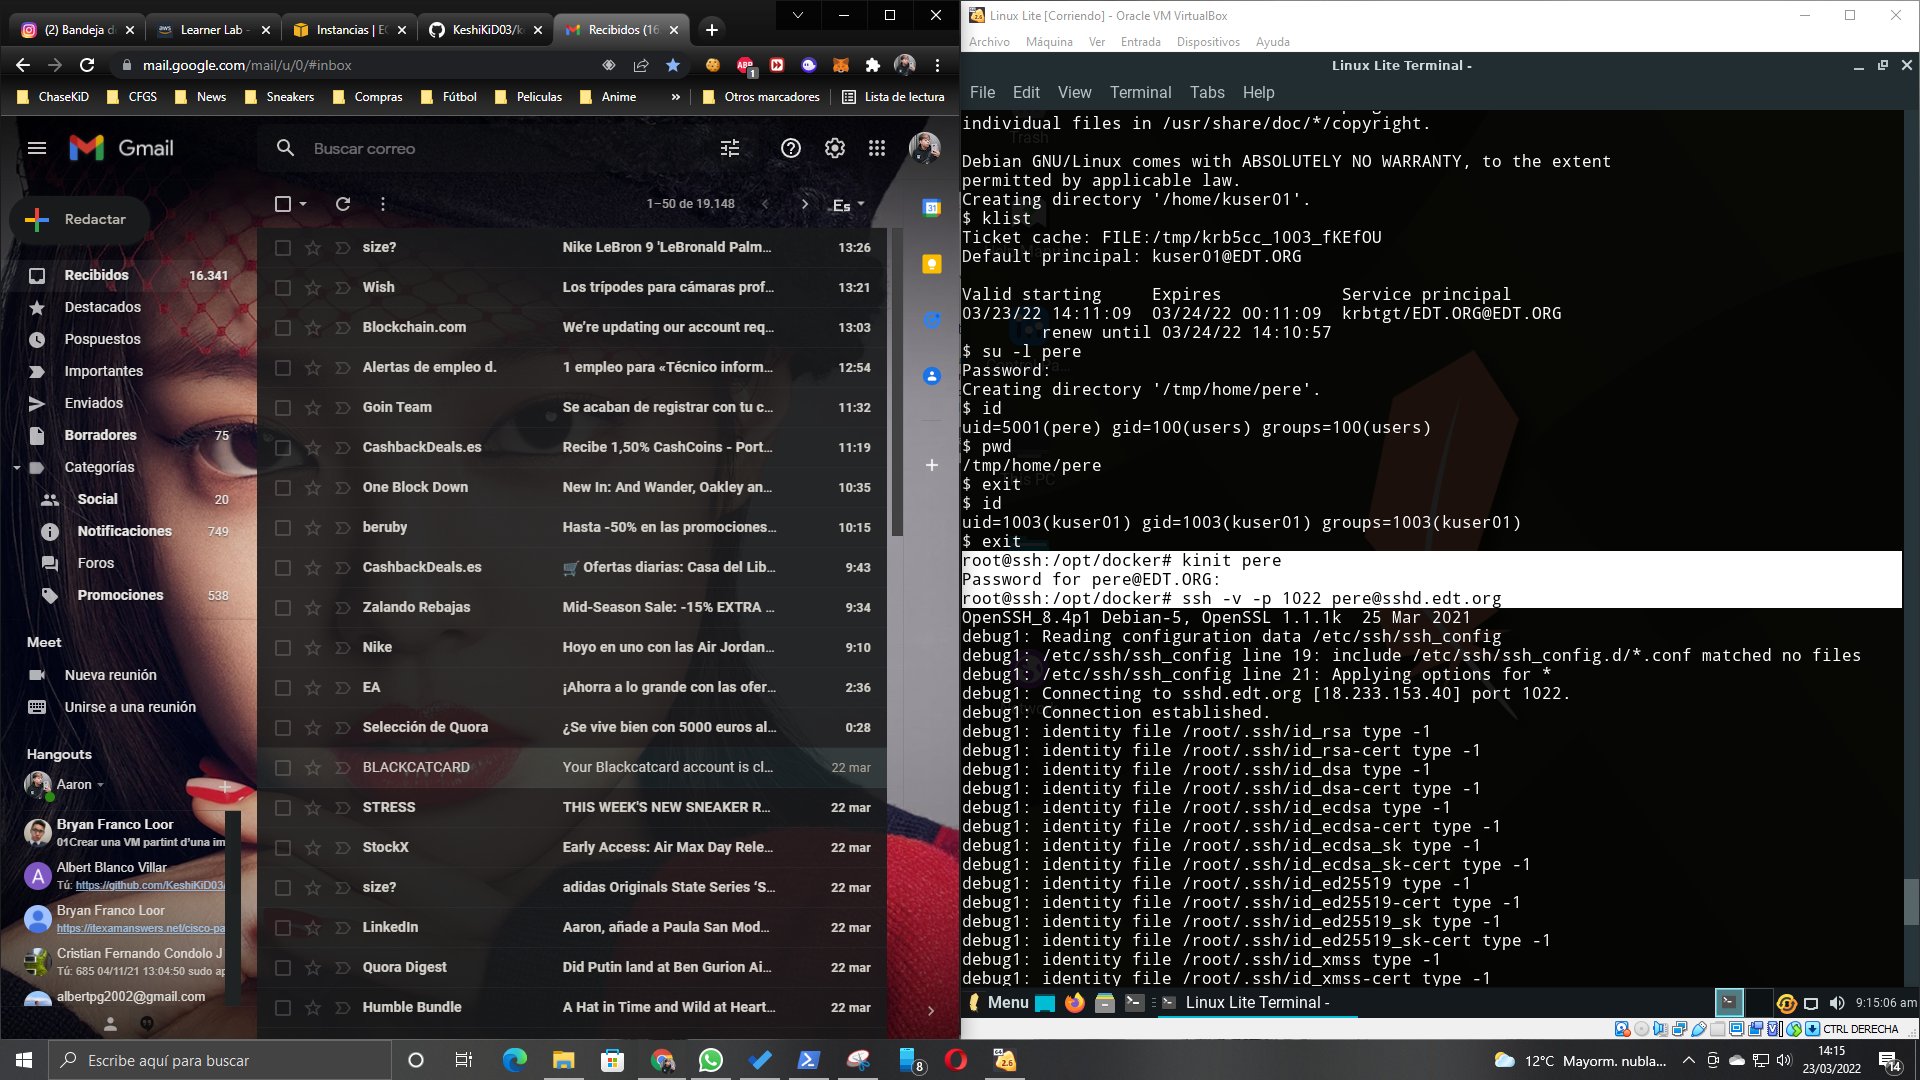 (2) Bandeja d
Learner Lab -
Instancias | EC
KeshiKiD03/k
Recibidos (16
mail.google.com/mail/u/0/#inbox
ChaseKiD
CFGS
News
Sneakers
Compras
Fútbol
Peliculas
Anime
»
Otros marcadores
Lista de lectura
Gmail
Buscar correo
Redactar
1–50 de 19.148
Es
Recibidos 16.341
Destacados
Pospuestos
Importantes
Enviados
Borradores 75
Categorías
Social 20
Notificaciones 749
Foros
Promociones 538
Meet
Nueva reunión
Unirse a una reunión
Hangouts
Aaron
Bryan Franco Loor
01Crear una VM partint d'una im
Albert Blanco Villar
Tú: https://github.com/KeshiKiD03/
Bryan Franco Loor
https://itexamanswers.net/cisco-pa
Cristian Fernando Condolo J
Tú: 685 04/11/21 13:04:50 sudo ap
albertpg2002@gmail.com
size? Nike LeBron 9 'LeBronald Palm... 13:26
Wish Los trípodes para cámaras prof... 13:21
Blockchain.com We're updating our account req... 13:03
Alertas de empleo d. 1 empleo para «Técnico inform... 12:54
Goin Team Se acaban de registrar con tu c... 11:32
CashbackDeals.es Recibe 1,50% CashCoins - Port... 11:19
One Block Down New In: And Wander, Oakley an... 10:35
beruby Hasta -50% en las promociones... 10:15
CashbackDeals.es 🛒 Ofertas diarias: Casa del Lib... 9:43
Zalando Rebajas Mid-Season Sale: -15% EXTRA ... 9:34
Nike Hoyo en uno con las Air Jordan... 9:10
EA ¡Ahorra a lo grande con las ofer... 2:36
Selección de Quora ¿Se vive bien con 5000 euros al... 0:28
BLACKCATCARD Your Blackcatcard account is cl... 22 mar
STRESS THIS WEEK'S NEW SNEAKER R... 22 mar
StockX Early Access: Air Max Day Rele... 22 mar
size? adidas Originals State Series 'S... 22 mar
LinkedIn Aaron, añade a Paula San Mod... 22 mar
Quora Digest Did Putin land at Ben Gurion Ai... 22 mar
Humble Bundle A Hat in Time and Wild at Heart... 22 mar
Linux Lite [Corriendo] - Oracle VM VirtualBox
Archivo Máquina Ver Entrada Dispositivos Ayuda
Linux Lite Terminal -
File Edit View Terminal Tabs Help
individual files in /usr/share/doc/*/copyright.
Debian GNU/Linux comes with ABSOLUTELY NO WARRANTY, to the extent
permitted by applicable law.
Creating directory '/home/kuser01'.
$ klist
Ticket cache: FILE:/tmp/krb5cc_1003_fKEfOU
Default principal: kuser01@EDT.ORG
Valid starting Expires Service principal
03/23/22 14:11:09 03/24/22 00:11:09 krbtgt/EDT.ORG@EDT.ORG
renew until 03/24/22 14:10:57
$ su -l pere
Password:
Creating directory '/tmp/home/pere'.
$ id
uid=5001(pere) gid=100(users) groups=100(users)
$ pwd
/tmp/home/pere
$ exit
$ id
uid=1003(kuser01) gid=1003(kuser01) groups=1003(kuser01)
$ exit
root@ssh:/opt/docker# kinit pere
Password for pere@EDT.ORG:
root@ssh:/opt/docker# ssh -v -p 1022 pere@sshd.edt.org
OpenSSH_8.4p1 Debian-5, OpenSSL 1.1.1k 25 Mar 2021
debug1: Reading configuration data /etc/ssh/ssh_config
debug1: /etc/ssh/ssh_config line 19: include /etc/ssh/ssh_config.d/*.conf matched no files
debug1: /etc/ssh/ssh_config line 21: Applying options for *
debug1: Connecting to sshd.edt.org [18.233.153.40] port 1022.
debug1: Connection established.
debug1: identity file /root/.ssh/id_rsa type -1
debug1: identity file /root/.ssh/id_rsa-cert type -1
debug1: identity file /root/.ssh/id_dsa type -1
debug1: identity file /root/.ssh/id_dsa-cert type -1
debug1: identity file /root/.ssh/id_ecdsa type -1
debug1: identity file /root/.ssh/id_ecdsa-cert type -1
debug1: identity file /root/.ssh/id_ecdsa_sk type -1
debug1: identity file /root/.ssh/id_ecdsa_sk-cert type -1
debug1: identity file /root/.ssh/id_ed25519 type -1
debug1: identity file /root/.ssh/id_ed25519-cert type -1
debug1: identity file /root/.ssh/id_ed25519_sk type -1
debug1: identity file /root/.ssh/id_ed25519_sk-cert type -1
debug1: identity file /root/.ssh/id_xmss type -1
debug1: identity file /root/.ssh/id_xmss-cert type -1
Menu Linux Lite Terminal - 9:15:06 am
CTRL DERECHA
Escribe aquí para buscar
8
12°C Mayorm. nubla...
14:15
23/03/2022
14